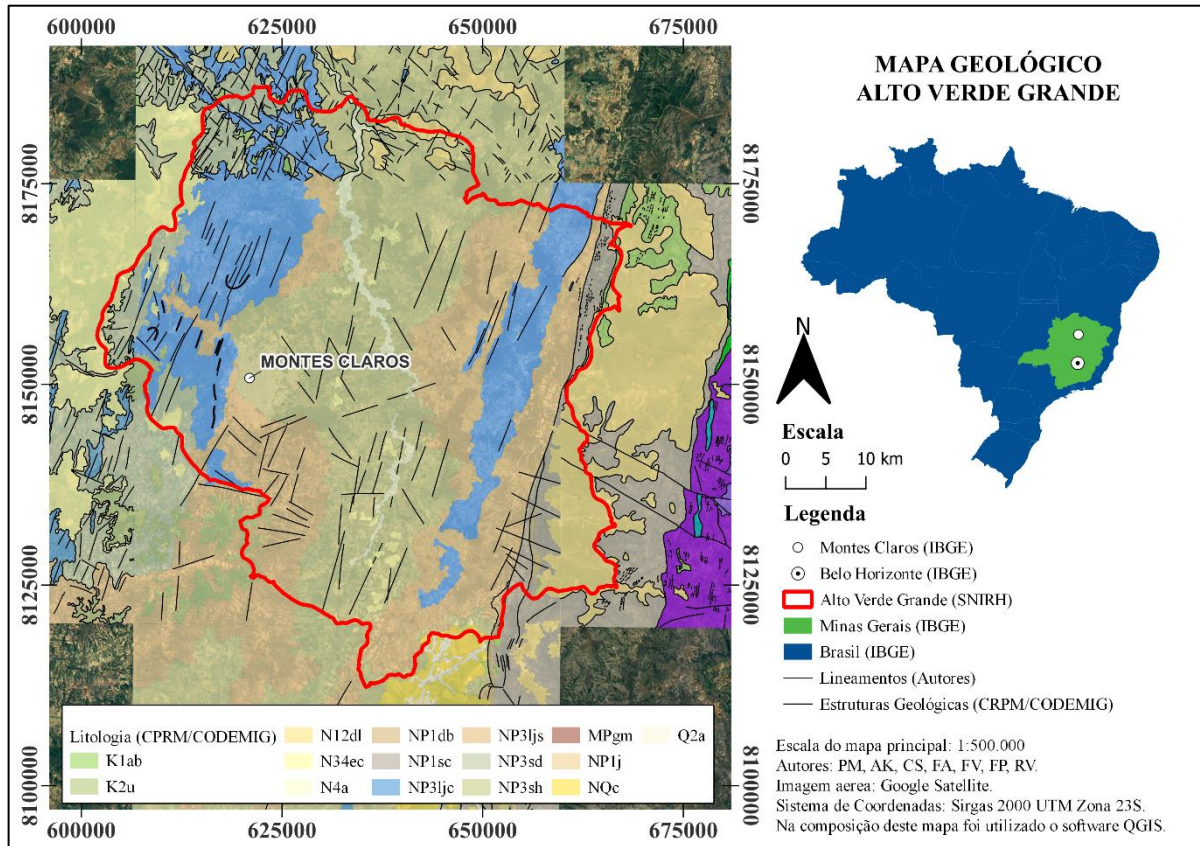 600000 625000 650000 675000
MAPA GEOLÓGICO
ALTO VERDE GRANDE
8175000
8175000
N
MONTES CLAROS
8150000
8150000
Escala
0 5 10 km
Legenda
Montes Claros (IBGE)
Belo Horizonte (IBGE)
Alto Verde Grande (SNIRH)
Minas Gerais (IBGE)
Brasil (IBGE)
Lineamentos (Autores)
Estruturas Geológicas (CRPM/CODEMIG)
8125000
8125000
Litologia (CPRM/CODEMIG)
K1ab
K2u
N12dl
N34ec
N4a
NP1db
NP1sc
NP3ljc
NP3ljs
NP3sd
NP3sh
MPgm
NP1j
NQc
Q2a
8100000
8100000
600000 625000 650000 675000
Escala do mapa principal: 1:500.000
Autores: PM, AK, CS, FA, FV, FP, RV.
Imagem aerea: Google Satellite.
Sistema de Coordenadas: Sirgas 2000 UTM Zona 23S.
Na composição deste mapa foi utilizado o software QGIS.